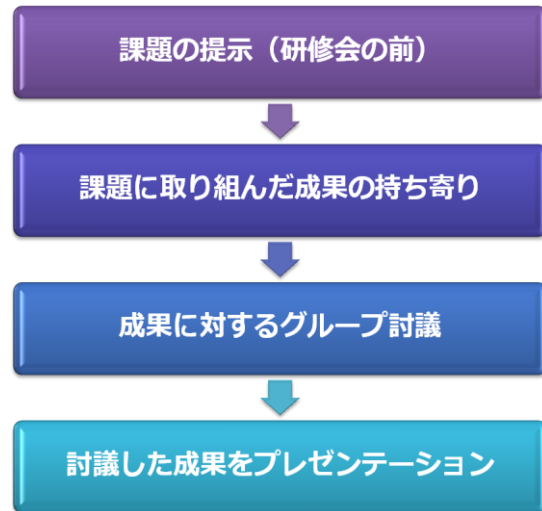 課題の提示（研修会の前）
課題に取り組んだ成果の持ち寄り
成果に対するグループ討議
討議した成果をプレゼンテーション